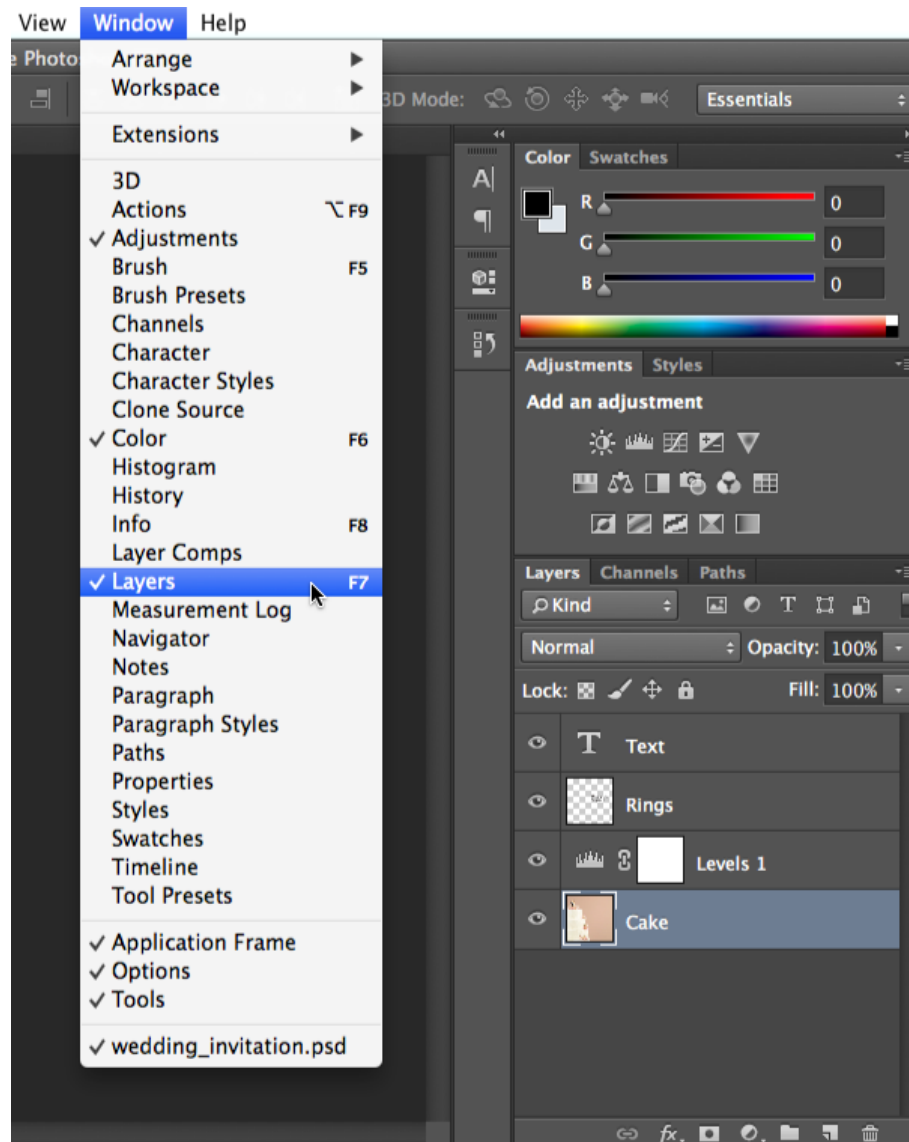 View Window Help
e Photo
Arrange
Workspace
Extensions
3D
Actions ⌥ F9
✓ Adjustments
Brush F5
Brush Presets
Channels
Character
Character Styles
Clone Source
✓ Color F6
Histogram
History
Info F8
Layer Comps
✓ Layers F7
Measurement Log
Navigator
Notes
Paragraph
Paragraph Styles
Paths
Properties
Styles
Swatches
Timeline
Tool Presets
✓ Application Frame
✓ Options
✓ Tools
✓ wedding_invitation.psd
3D Mode: Essentials
A
¶
Color Swatches
R 0
G 0
B 0
Adjustments Styles
Add an adjustment
Layers Channels Paths
Kind T
Normal Opacity: 100%
Lock: Fill: 100%
T Text
Rings
Levels 1
Cake
fx.